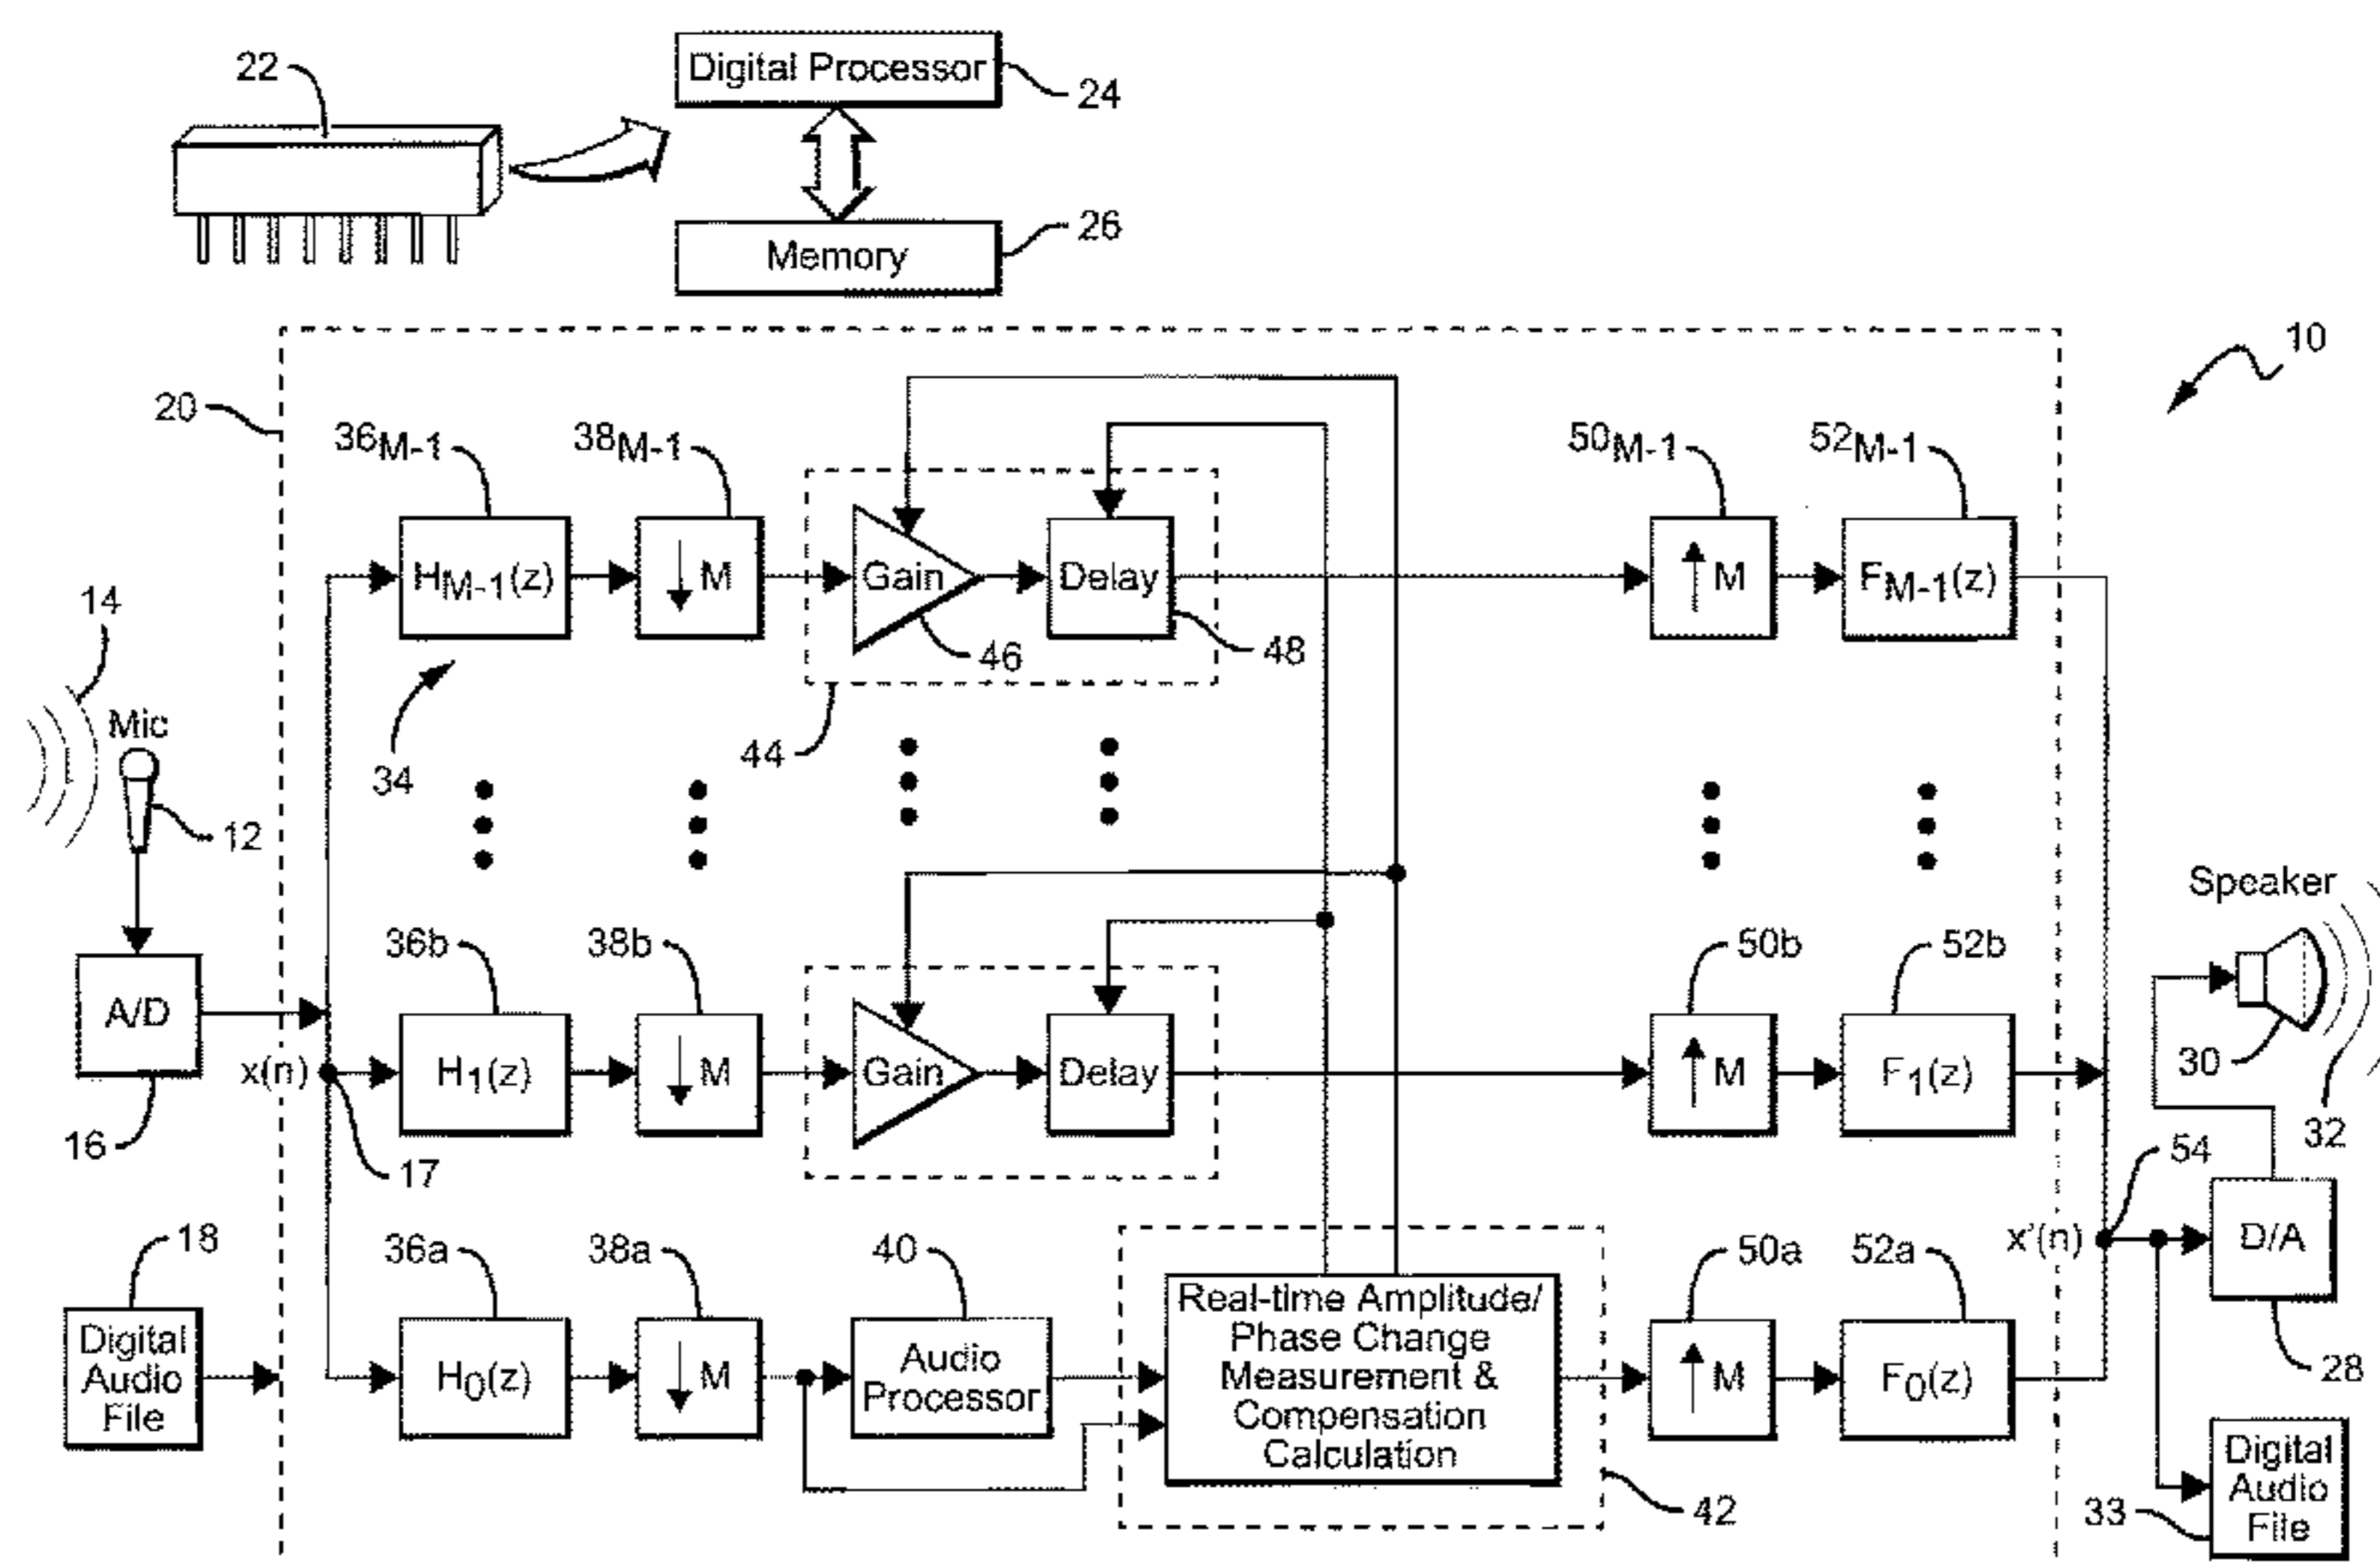 22
Digital Processor
24
26
Memory
10
20
36M-1
38M-1
50M-1
52M-1
14
HM-1(z)
↓ M
Gain
Delay
↑ M
FM-1(z)
46
48
Mic
34
44
12
Speaker
36b
38b
50b
52b
A/D
H1(z)
↓ M
Gain
Delay
↑ M
F1(z)
x(n)
30
16
17
32
54
18
36a
38a
40
50a
52a
x'(n)
D/A
Digital
Audio
File
H0(z)
↓ M
Audio
Processor
Real-time Amplitude/
Phase Change
Measurement &
Compensation
Calculation
↑ M
F0(z)
28
42
33
Digital
Audio
File